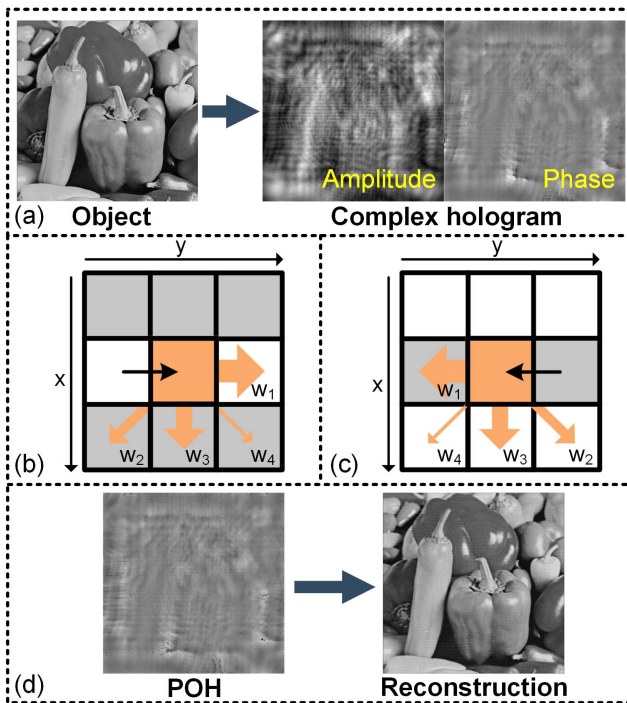 Amplitude Phase
(a) Object Complex hologram
y y
x x
w₁ w₁
(b) w₂ w₃ w₄ (c) w₄ w₃ w₂
(d) POH Reconstruction